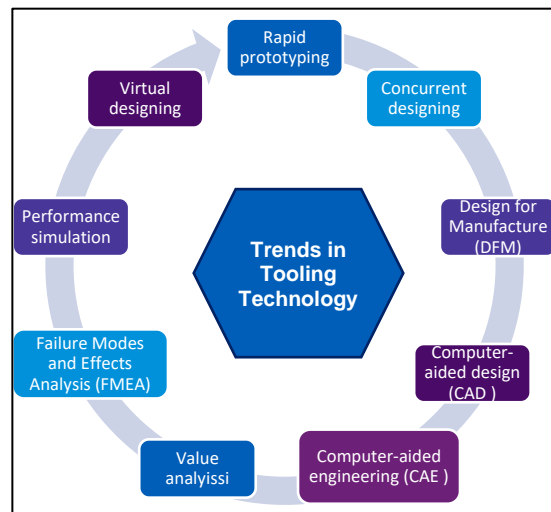 Rapid
prototyping
Concurrent
designing
Design for
Manufacture
(DFM)
Computer-
aided design
(CAD )
Computer-aided
engineering (CAE )
Value
analyissi
Failure Modes
and Effects
Analysis (FMEA)
Performance
simulation
Virtual
designing
Trends in
Tooling
Technology